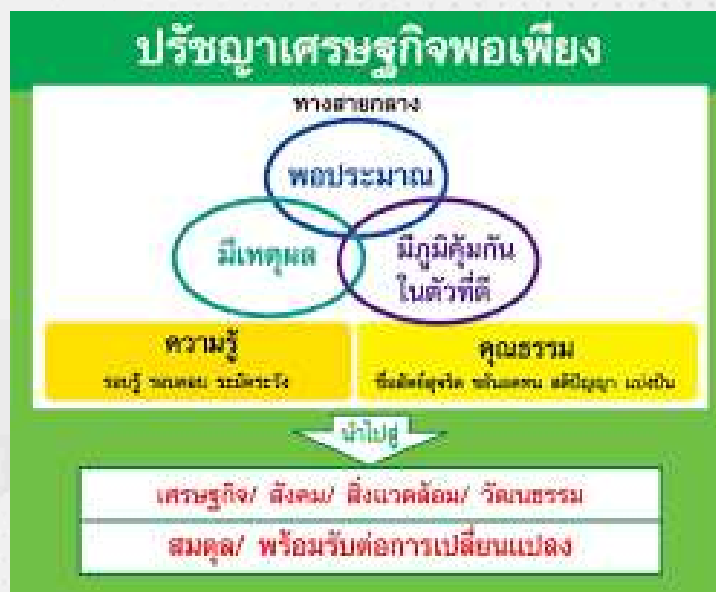 ปรัชญาเศรษฐกิจพอเพียง
ทางสายกลาง
พอประมาณ
มีเหตุผล
มีภูมิคุ้มกัน
ในตัวที่ดี
ความรู้
รอบรู้ รอบคอบ ระมัดระวัง
คุณธรรม
ซื่อสัตย์สุจริต ขยันอดทน สติปัญญา แบ่งปัน
นำไปสู่
เศรษฐกิจ/ สังคม/ สิ่งแวดล้อม/ วัฒนธรรม
สมดุล/ พร้อมรับต่อการเปลี่ยนแปลง